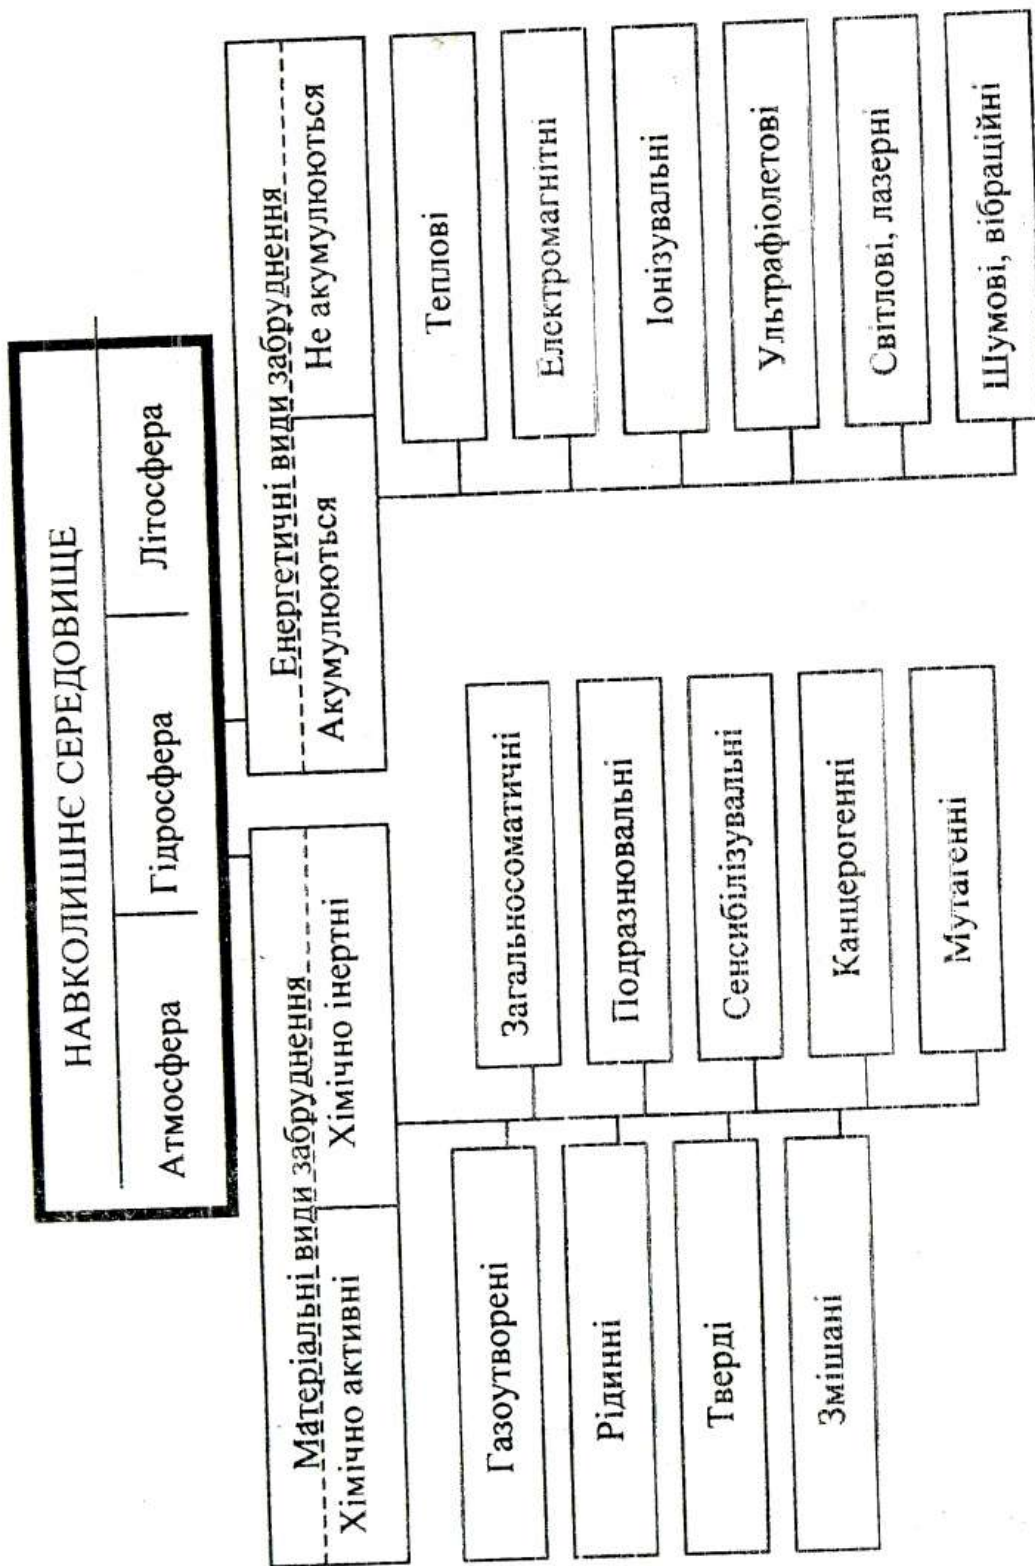 НАВКОЛИШНЄ СЕРЕДОВИЩЕ
Атмосфера Гідросфера Літосфера
Матеріальні види забруднення
Хімічно активні Хімічно інертні
Енергетичні види забруднення
Акумулюються Не акумулюються
Газоутворені
Рідинні
Тверді
Змішані
Загальносоматичні
Подразнювальні
Сенсибілізувальні
Канцерогенні
Мутагенні
Теплові
Електромагнітні
Іонізувальні
Ультрафіолетові
Світлові, лазерні
Шумові, вібраційні